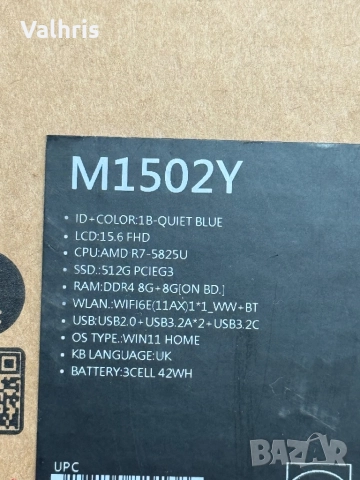 Valhris
M1502Y
• ID+COLOR:1B-QUIET BLUE
• LCD:15.6 FHD
• CPU:AMD R7-5825U
• SSD.:512G PCIEG3
• RAM:DDR4 8G+8G[ON BD.]
• WLAN.:WIFI6E(11AX)1*1_WW+BT
• USB:USB2.0+USB3.2A*2+USB3.2C
• OS TYPE.:WIN11 HOME
• KB LANGUAGE:UK
• BATTERY:3CELL 42WH
UPC
BAZAR